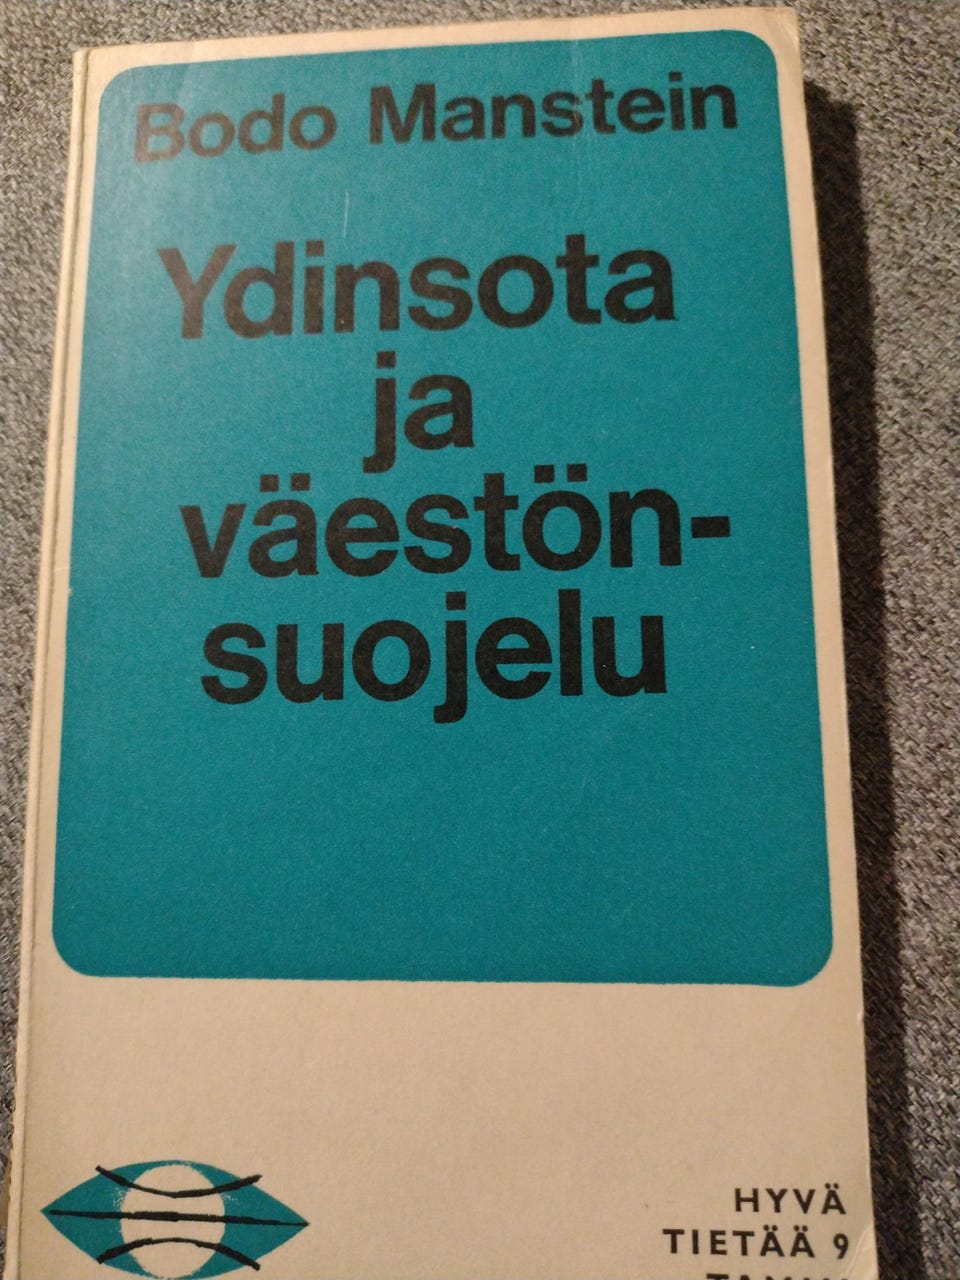 Bodo Manstein
Ydinsota
ja
väestön-
suojelu
HYVÄ
TIETÄÄ 9